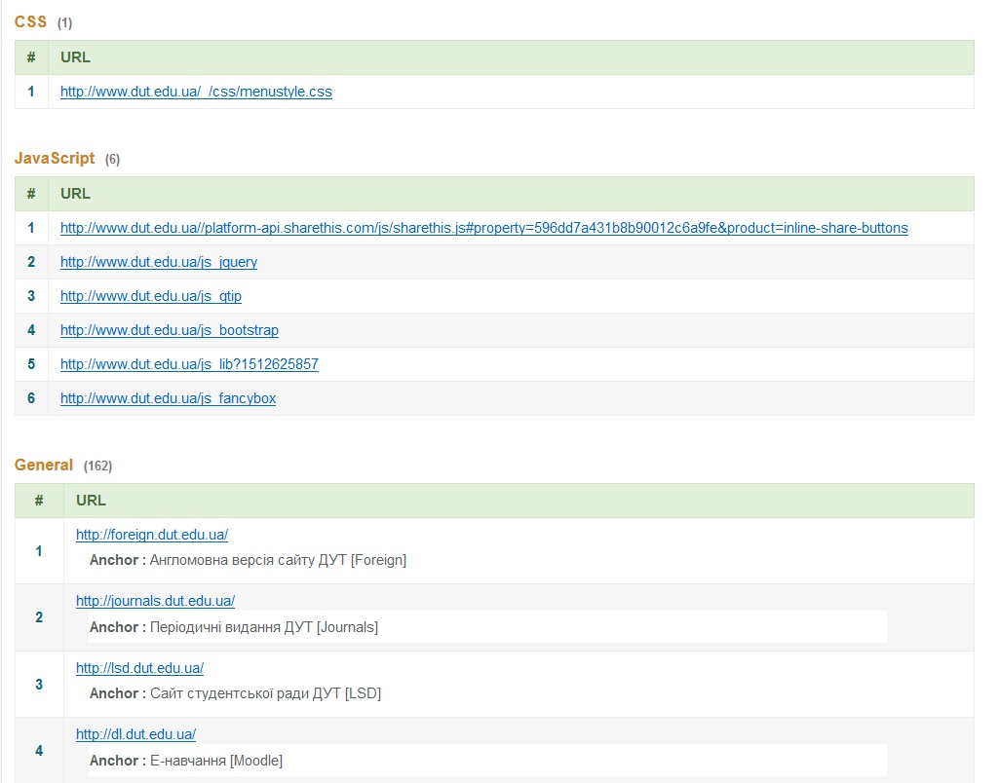 CSS (1)
# URL
1 http://www.dut.edu.ua/_/css/menustyle.css
JavaScript (6)
# URL
1 http://www.dut.edu.ua//platform-api.sharethis.com/js/sharethis.js#property=596dd7a431b8b90012c6a9fe&product=inline-share-buttons
2 http://www.dut.edu.ua/js_jquery
3 http://www.dut.edu.ua/js_qtip
4 http://www.dut.edu.ua/js_bootstrap
5 http://www.dut.edu.ua/js_lib?1512625857
6 http://www.dut.edu.ua/js_fancybox
General (162)
# URL
1 http://foreign.dut.edu.ua/
Anchor : Англомовна версія сайту ДУТ [Foreign]
2 http://journals.dut.edu.ua/
Anchor : Періодичні видання ДУТ [Journals]
3 http://lsd.dut.edu.ua/
Anchor : Сайт студентської ради ДУТ [LSD]
4 http://dl.dut.edu.ua/
Anchor : Е-навчання [Moodle]